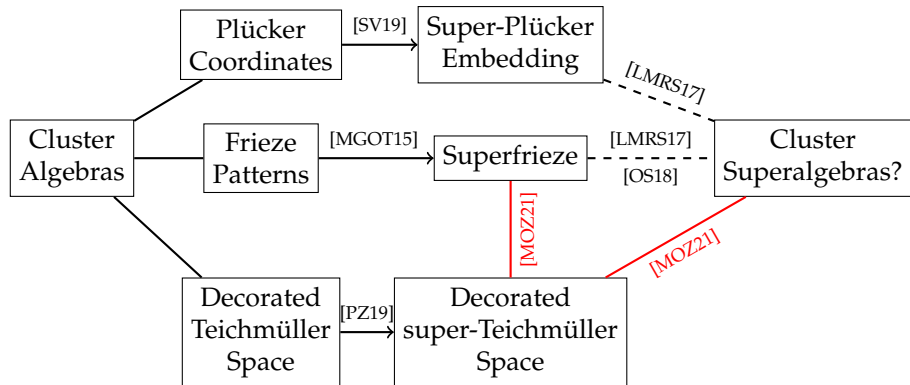 Plücker
Coordinates
[SV19]
Super-Plücker
Embedding
[LMRS17]
Cluster
Algebras
Frieze
Patterns
[MGOT15]
Superfrieze
[LMRS17]
[OS18]
Cluster
Superalgebras?
[MOZ21]
[MOZ21]
Decorated
Teichmüller
Space
[PZ19]
Decorated
super-Teichmüller
Space